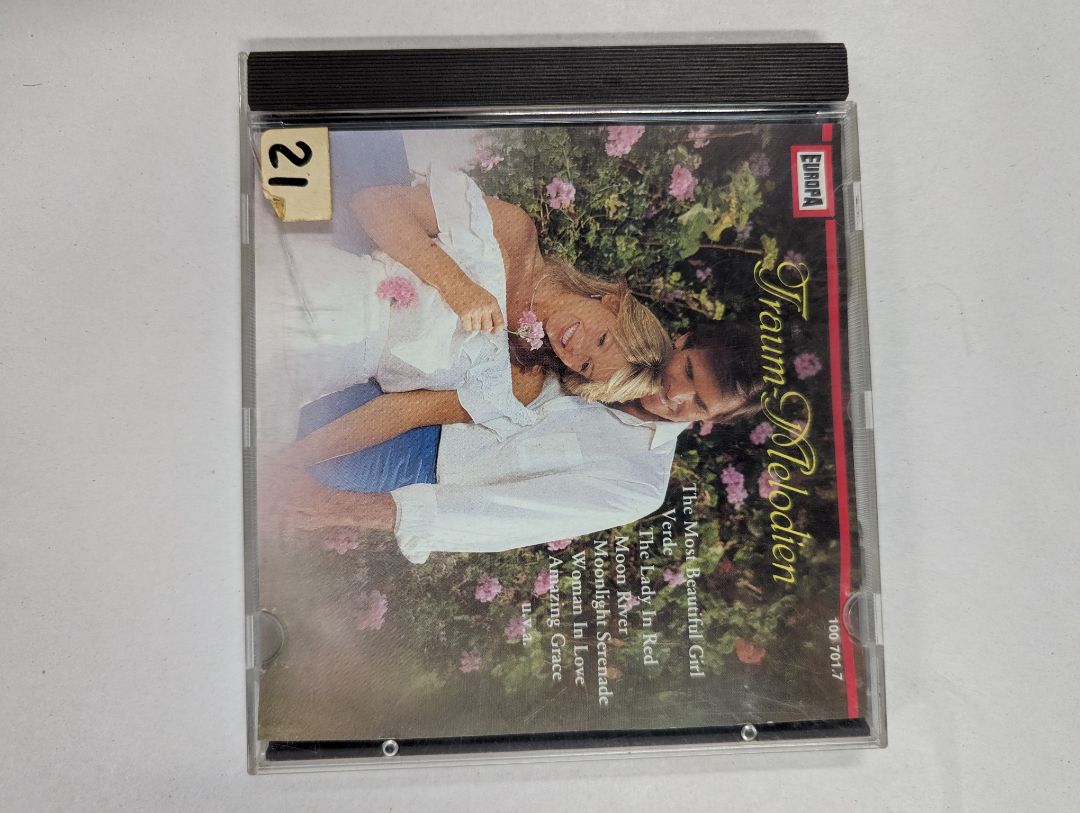 EUROPA
100 701.7
Traum-Melodien
The Most Beautiful Girl
Verde
The Lady In Red
Moon River
Moonlight Serenade
Woman In Love
Amazing Grace
u.v.a.
21